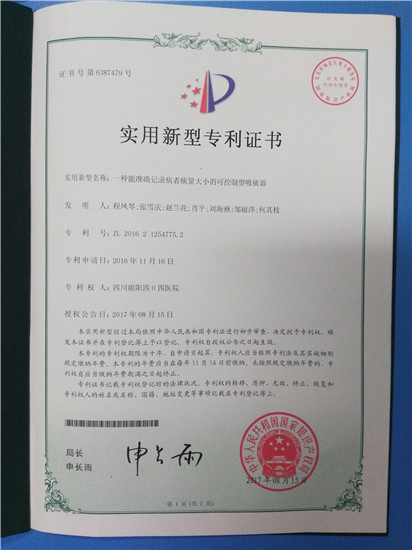 证书号第6387479号
实用新型专利证书
实用新型名称：一种能准确记录病者痰量大小的可控制型吸痰器
发 明 人：程凤琴;张雪庆;赵兰花;肖平;刘海燕;邹丽萍;何其枝
专 利 号：ZL 2016 2 1254775.2
专利申请日：2016年11月16日
专 利 权 人：四川绵阳四0四医院
授权公告日：2017年08月15日
本实用新型经过本局依照中华人民共和国专利法进行初步审查，决定授予专利权，颁
发本证书并在专利登记簿上予以登记。专利权自授权公告之日起生效。
本专利的专利权期限为十年，自申请日起算。专利权人应当依照专利法及其实施细则
规定缴纳年费。本专利的年费应当在每年11月16日前缴纳。未按照规定缴纳年费的，专利
权自应当缴纳年费期满之日起终止。
专利证书记载专利权登记时的法律状况。专利权的转移、质押、无效、终止、恢复和
专利权人的姓名或名称、国籍、地址变更等事项记载在专利登记簿上。
局长
申长雨
申长雨
中华人民共和国国家知识产权局
2017年08月15日
第1页(共1页)